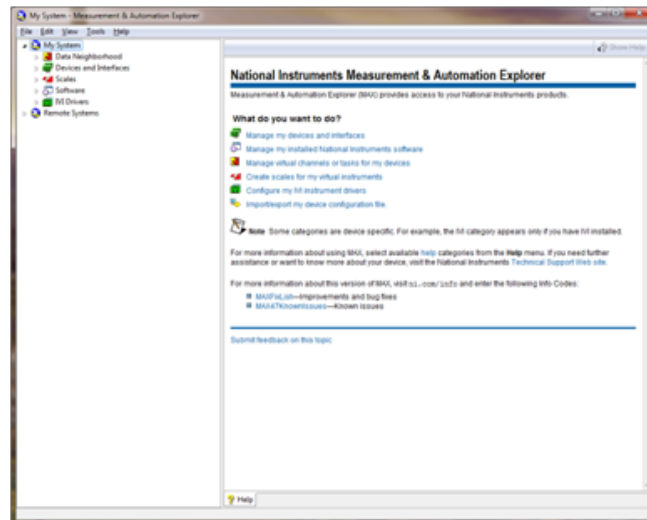 My System - Measurement & Automation Explorer
File Edit View Tools Help
My System
Data Neighborhood
Devices and Interfaces
Scales
Software
IVI Drivers
Remote Systems
Show Help
National Instruments Measurement & Automation Explorer
Measurement & Automation Explorer (MAX) provides access to your National Instruments products.
What do you want to do?
Manage my devices and interfaces
Manage my installed National Instruments software
Manage virtual channels or tasks for my devices
Create scales for my virtual instruments
Configure my IVI instrument drivers
Import/export my device configuration file.
Note Some categories are device specific. For example, the IVI category appears only if you have IVI installed.
For more information about using MAX, select available help categories from the Help menu. If you need further
assistance or want to know more about your device, visit the National Instruments Technical Support Web site.
For more information about this version of MAX, visit ni.com/info and enter the following Info Codes:
MAXFixList—Improvements and bug fixes
MAX47KnownIssues—Known issues
Submit feedback on this topic
Help